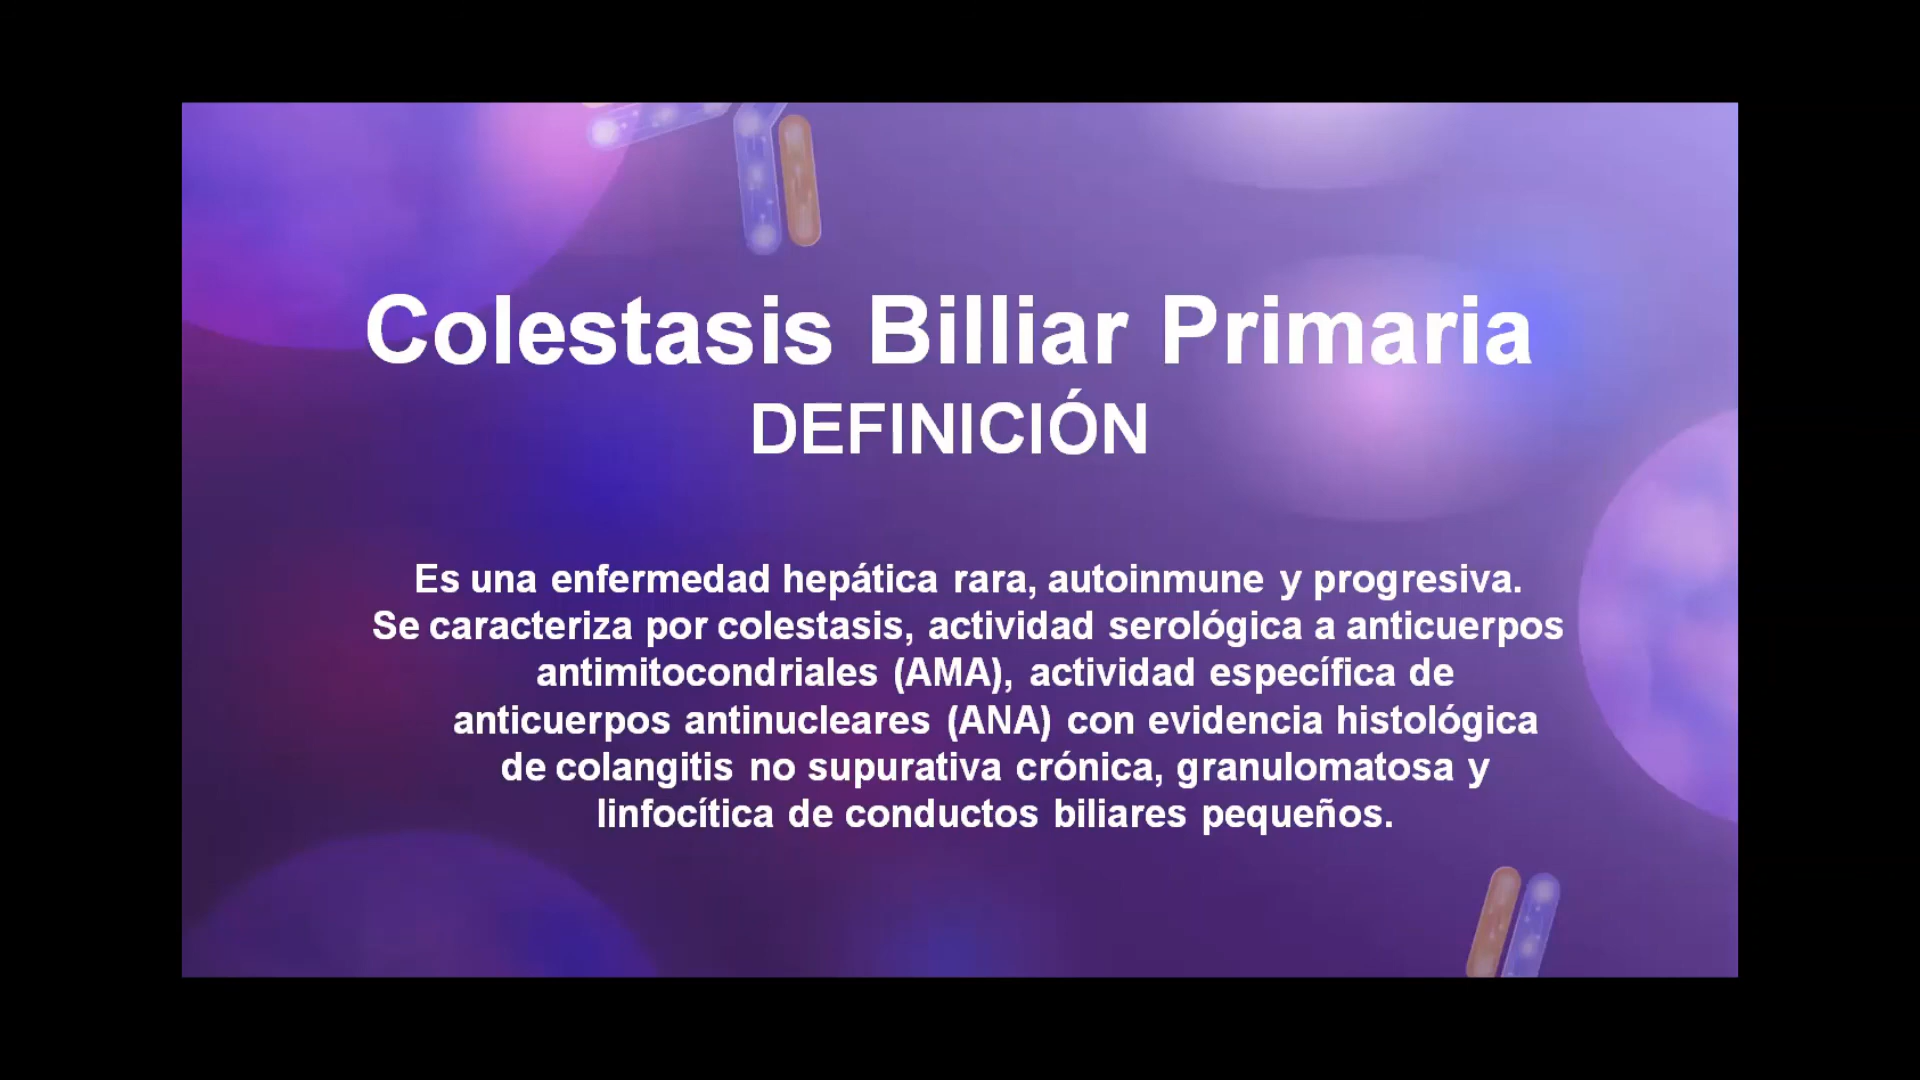 Colestasis Billiar Primaria
DEFINICIÓN
Es una enfermedad hepática rara, autoinmune y progresiva.
Se caracteriza por colestasis, actividad serológica a anticuerpos
antimitocondriales (AMA), actividad específica de
anticuerpos antinucleares (ANA) con evidencia histológica
de colangitis no supurativa crónica, granulomatosa y
linfocítica de conductos biliares pequeños.